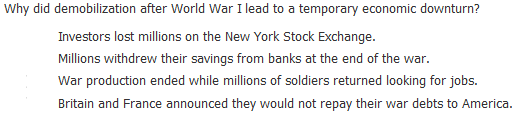 Why did demobilization after World War I lead to a temporary economic downturn?
Investors lost millions on the New York Stock Exchange.
Millions withdrew their savings from banks at the end of the war.
War production ended while millions of soldiers returned looking for jobs.
Britain and France announced they would not repay their war debts to America.